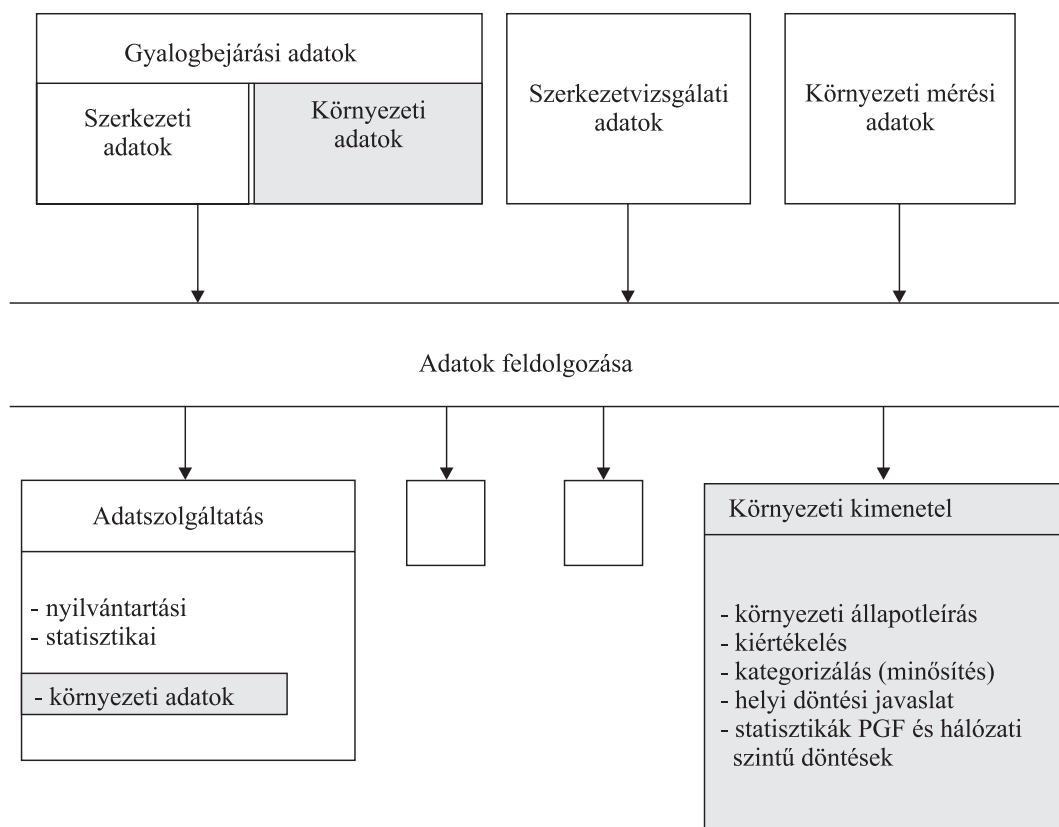 Gyalogbejárási adatok
Szerkezeti
adatok
Környezeti
adatok
Szerkezetvizsgálati
adatok
Környezeti mérési
adatok
Adatok feldolgozása
Adatszolgáltatás
- nyilvántartási
- statisztikai
- környezeti adatok
Környezeti kimenetel
- környezeti állapotleírás
- kiértékelés
- kategorizálás (minősítés)
- helyi döntési javaslat
- statisztikák PGF és hálózati
szintű döntések